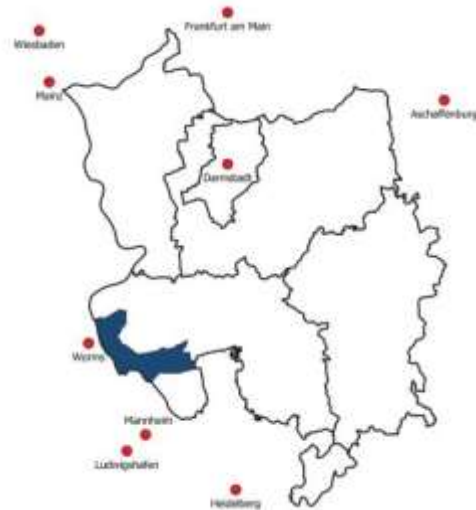 Frankfurt am Main
Wiesbaden
Mainz
Aschaffenburg
Darmstadt
Worms
Mannheim
Ludwigshafen
Heidelberg